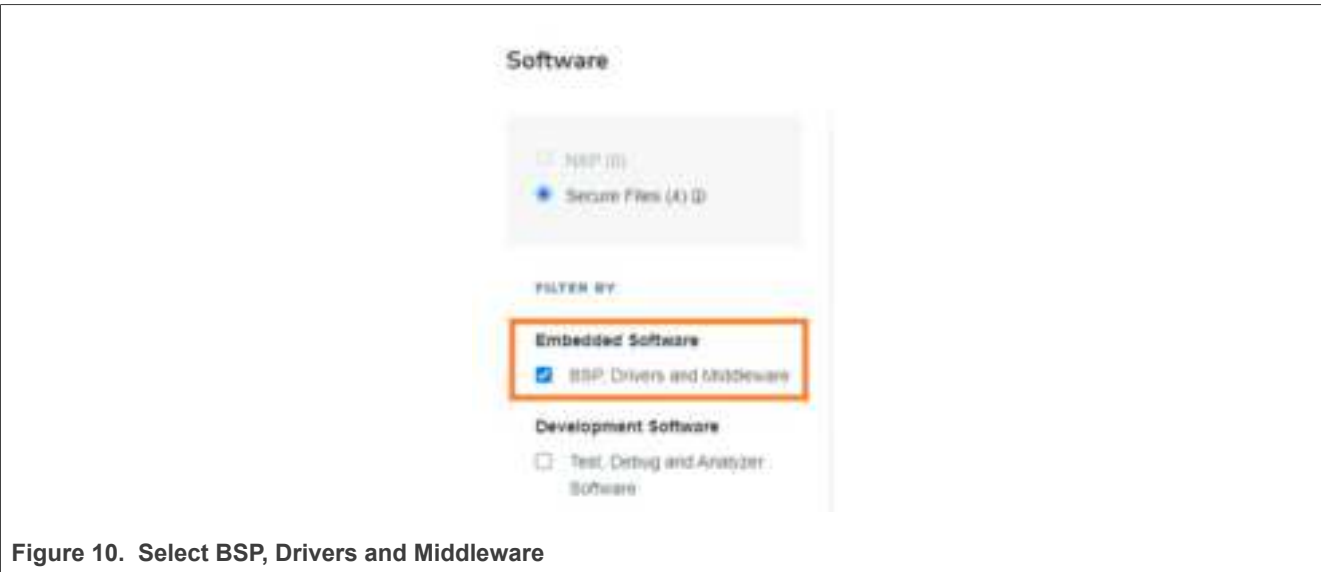 Software
NXP (0)
Secure Files (4)
FILTER BY
Embedded Software
BSP, Drivers and Middleware
Development Software
Test, Debug and Analyzer
Software
Figure 10. Select BSP, Drivers and Middleware